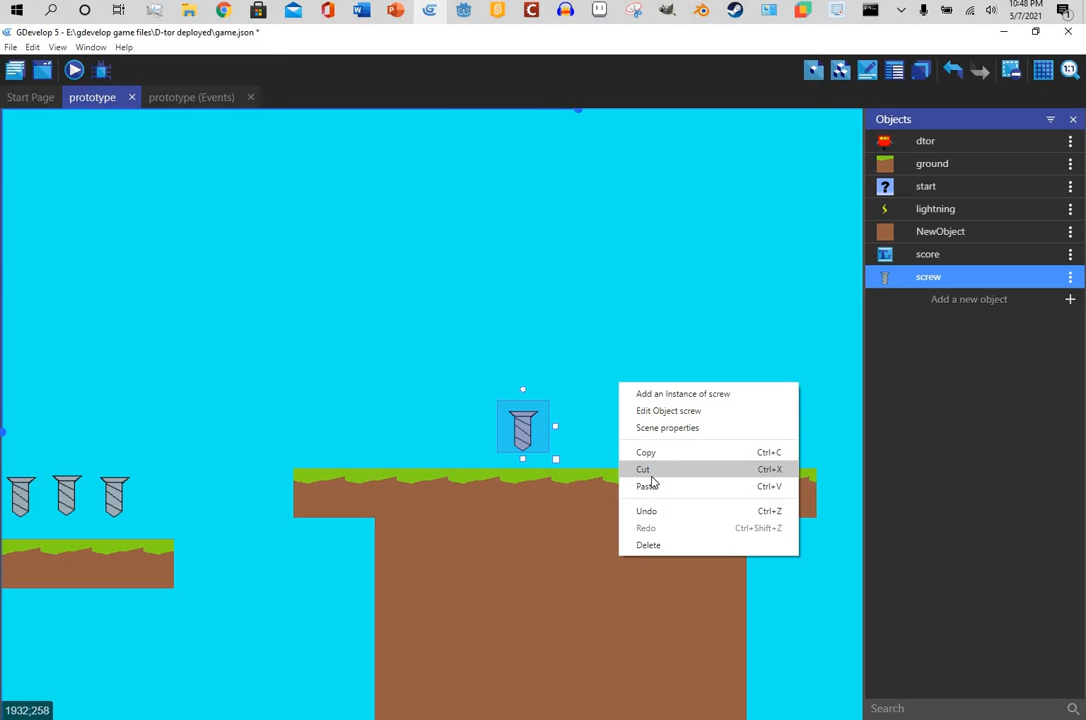 10:48 PM
5/7/2021
GDevelop 5 - E:\gdevelop game files\D-tor deployed\game.json *
File Edit View Window Help
Start Page prototype prototype (Events)
Objects
dtor
ground
start
lightning
NewObject
score
screw
Add a new object
Add an Instance of screw
Edit Object screw
Scene properties
Copy Ctrl+C
Cut Ctrl+X
Paste Ctrl+V
Undo Ctrl+Z
Redo Ctrl+Shift+Z
Delete
1932;258
Search